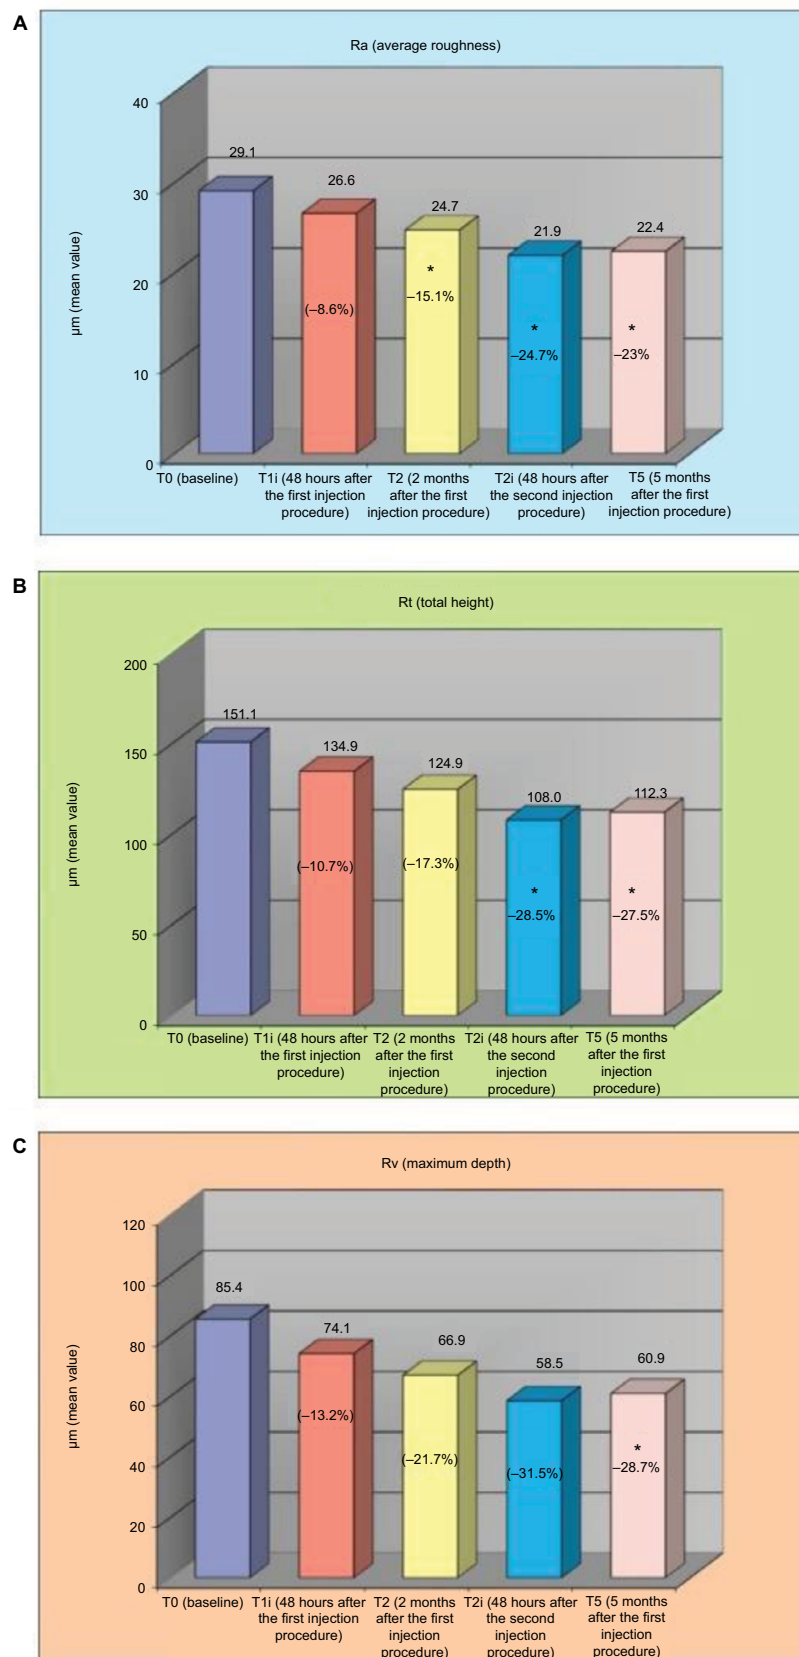 A
Ra (average roughness)
µm (mean value)
40
30
20
10
0
29.1
26.6
24.7
21.9
22.4
(–8.6%)
*
–15.1%
*
–24.7%
*
–23%
T0 (baseline)
T1i (48 hours after
the first injection
procedure)
T2 (2 months
after the first
injection procedure)
T2i (48 hours after
the second injection
procedure)
T5 (5 months
after the first
injection procedure)
B
Rt (total height)
µm (mean value)
200
150
100
50
0
151.1
134.9
124.9
108.0
112.3
(–10.7%)
(–17.3%)
*
–28.5%
*
–27.5%
T0 (baseline)
T1i (48 hours after
the first injection
procedure)
T2 (2 months
after the first
injection
procedure)
T2i (48 hours after
the second
injection
procedure)
T5 (5 months
after the first
injection
procedure)
C
Rv (maximum depth)
µm (mean value)
120
100
80
60
40
20
0
85.4
74.1
66.9
58.5
60.9
(–13.2%)
(–21.7%)
(–31.5%)
*
–28.7%
T0 (baseline)
T1i (48 hours after
the first injection
procedure)
T2 (2 months
after the first
injection
procedure)
T2i (48 hours after
the second
injection
procedure)
T5 (5 months
after the first
injection
procedure)